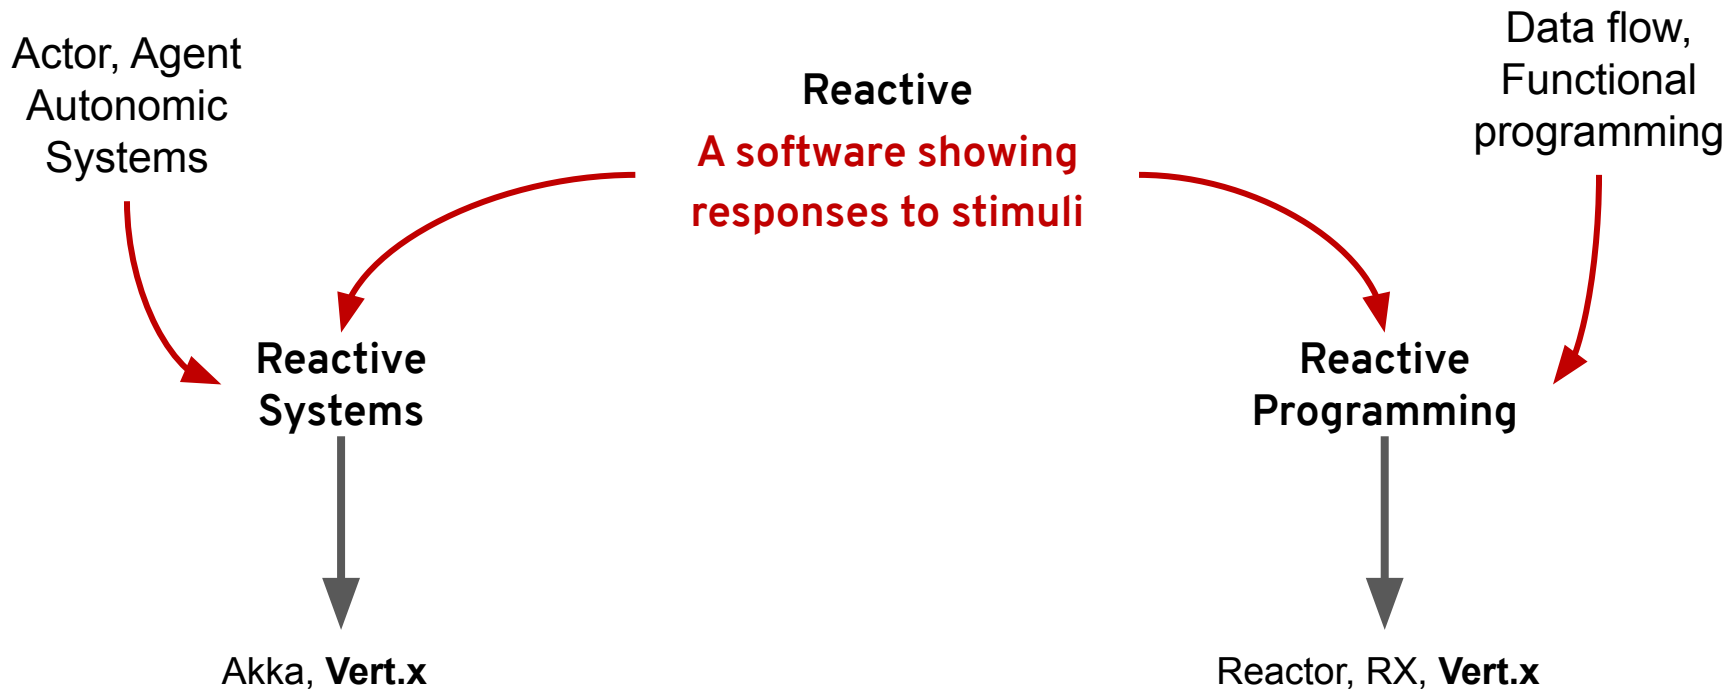 Actor, Agent
Autonomic
Systems
Reactive
A software showing
responses to stimuli
Data flow,
Functional
programming
Reactive
Systems
Reactive
Programming
Akka, Vert.x
Reactor, RX, Vert.x